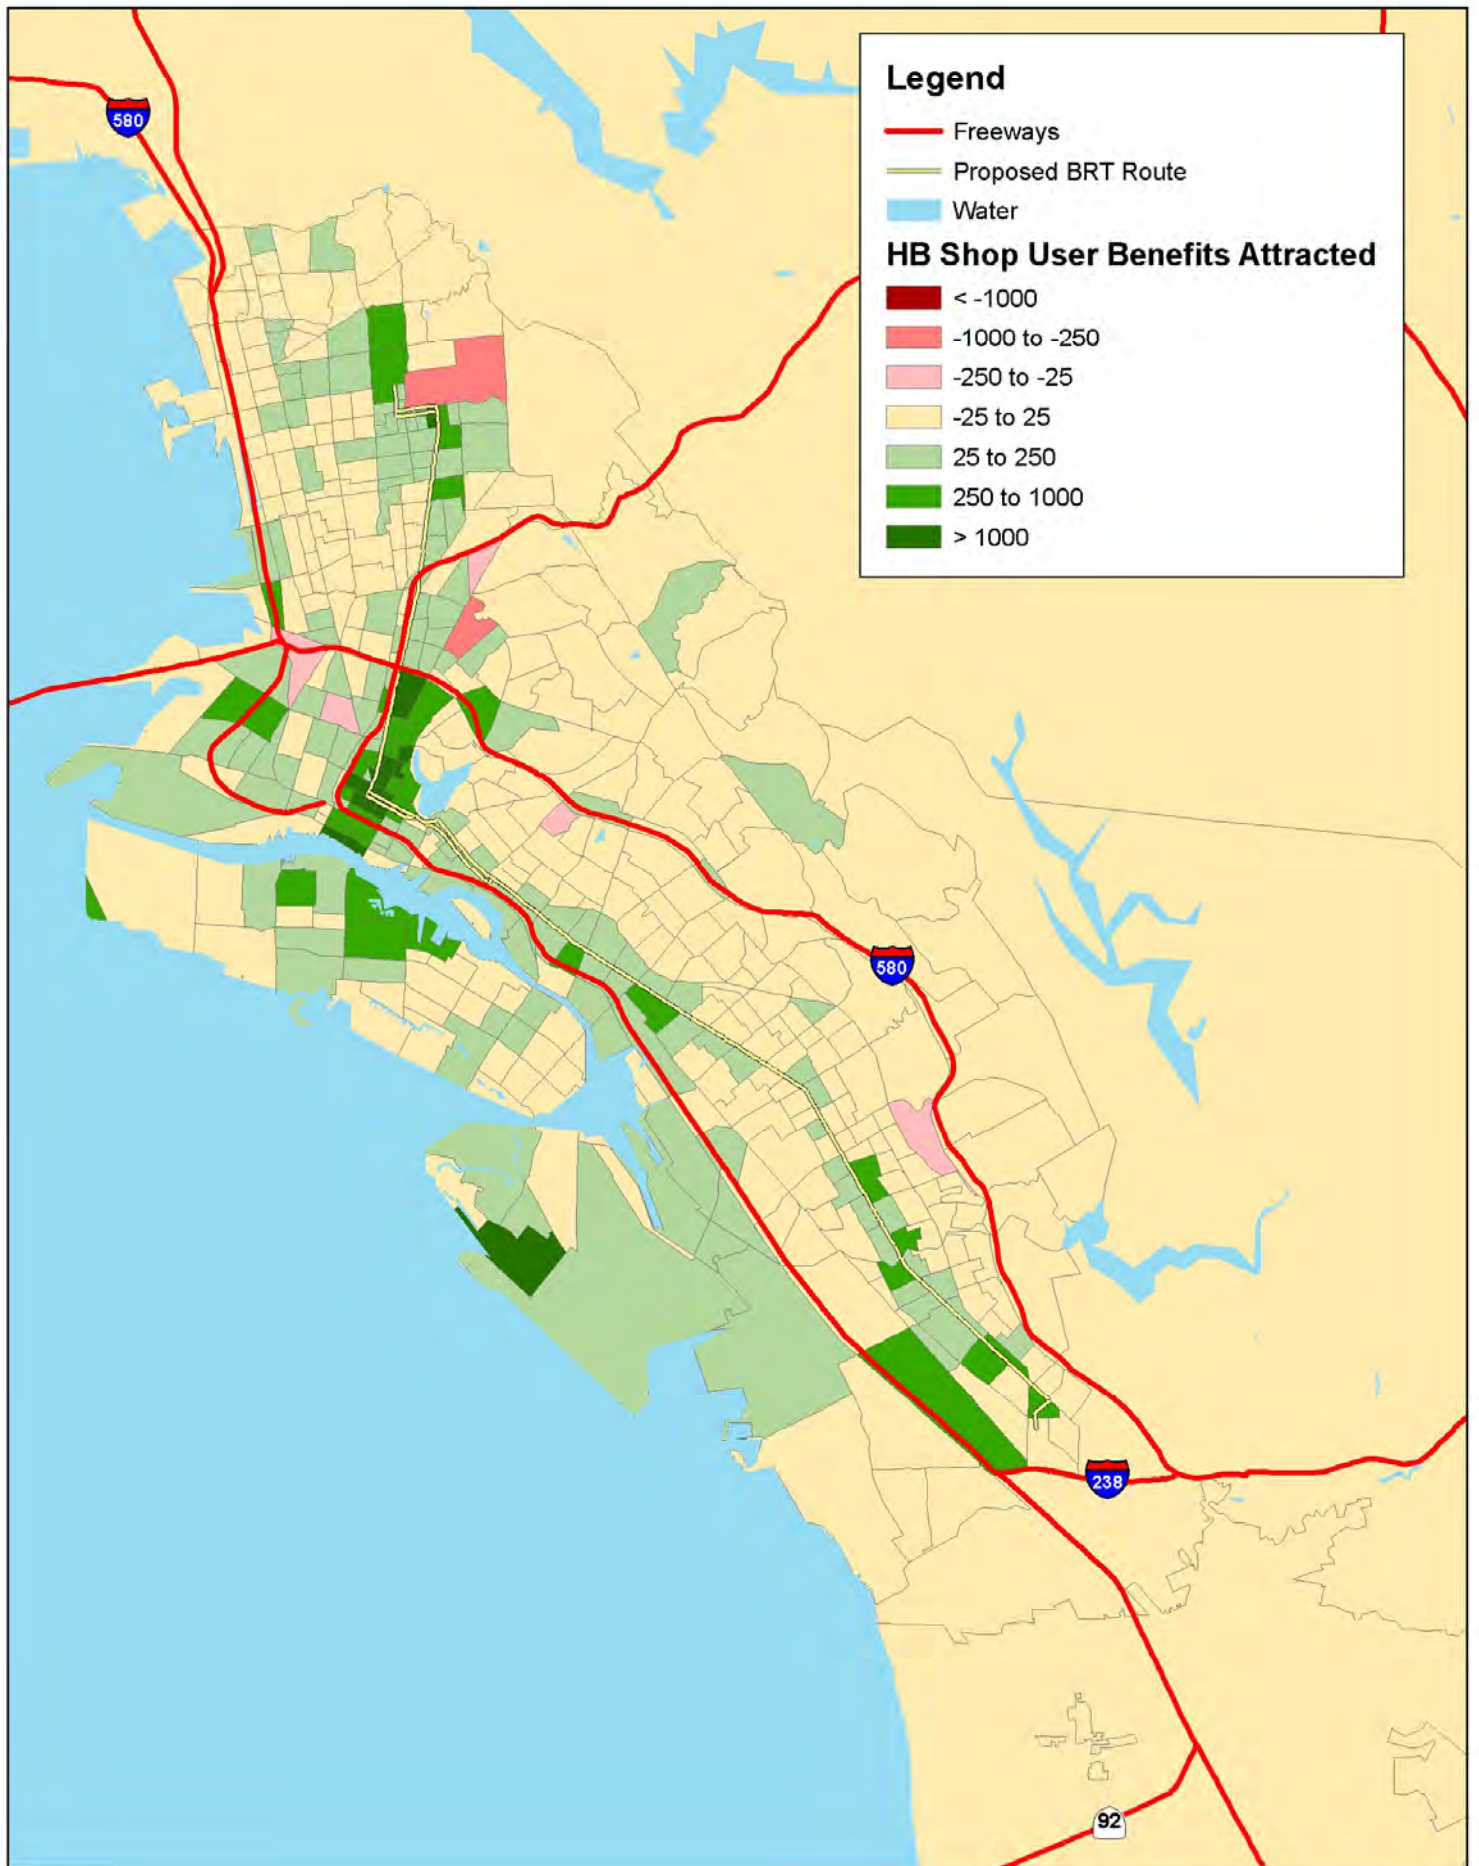 580
Legend
Freeways
Proposed BRT Route
Water
HB Shop User Benefits Attracted
< -1000
-1000 to -250
-250 to -25
-25 to 25
25 to 250
250 to 1000
> 1000
580
238
92